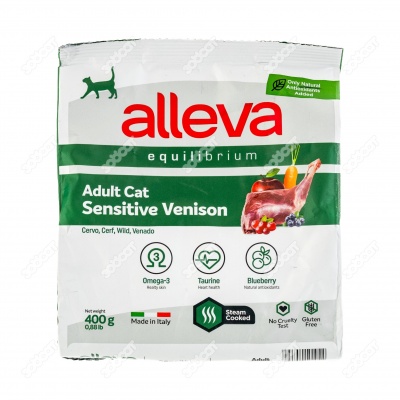 Only Natural
Antioxidants
Added
alleva
equilibrium
Adult Cat
Sensitive Venison
Cervo, Cerf, Wild, Venado
3
Omega-3
Taurine
Heart health
Blueberry
Natural antioxidants
Net weight
400 g
0,88 lb
Made in Italy
Steam
Cooked
No Cruelty
Test
Gluten
Free
Adult